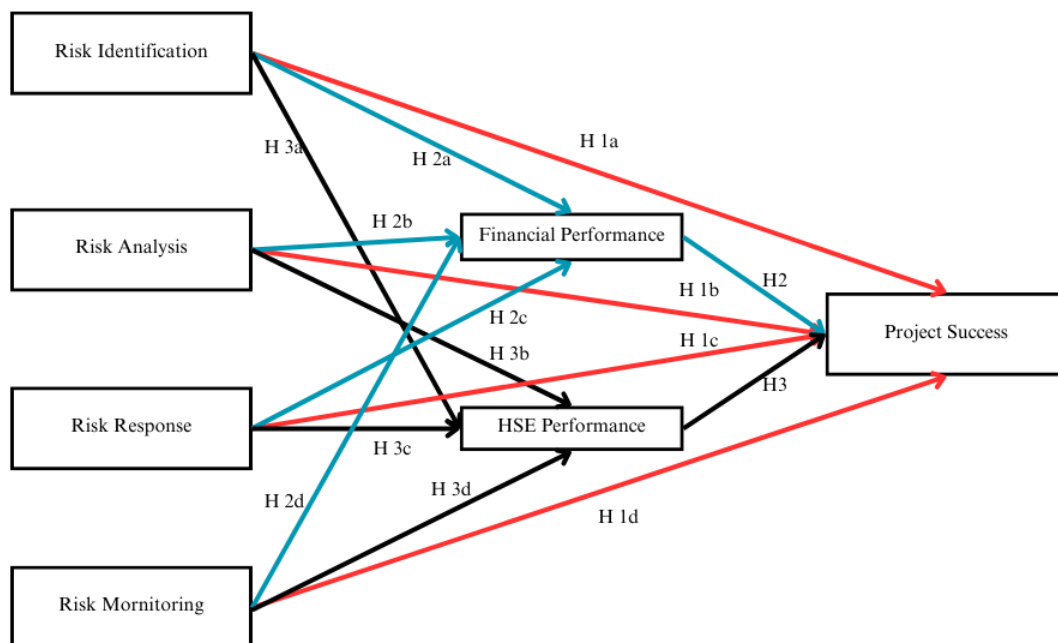 Risk Identification
H 1a
H 3a
H 2a
H 2b
Risk Analysis
Financial Performance
H2
H 1b
H 2c
Project Success
H 1c
H 3b
H3
Risk Response
HSE Performance
H 3c
H 3d
H 2d
H 1d
Risk Mornitoring